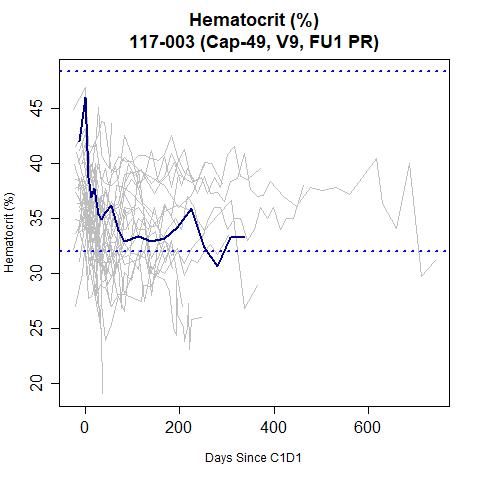 Hematocrit (%)
117-003 (Cap-49, V9, FU1 PR)
Hematocrit (%)
45
40
35
30
25
20
0
200
400
600
Days Since C1D1